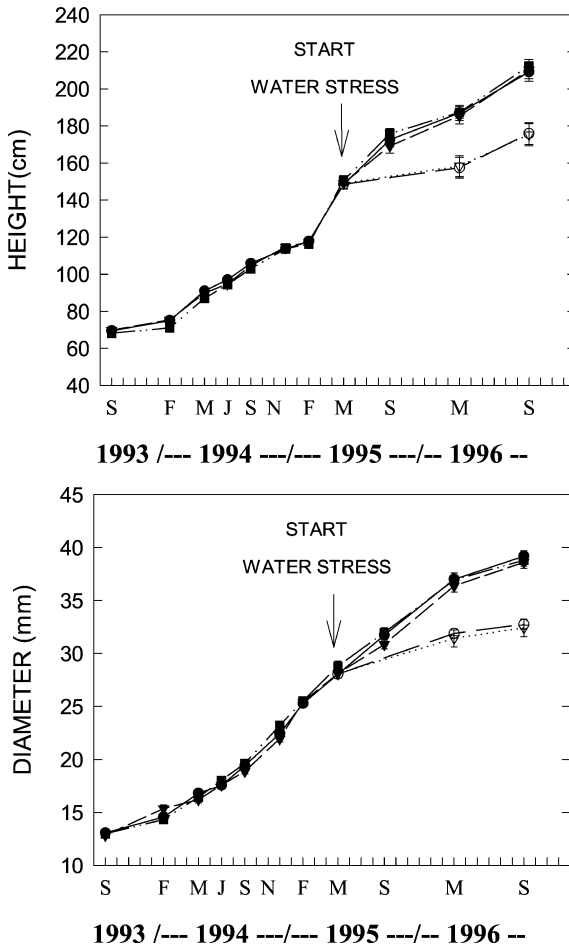 240
220
200
180
160
140
120
100
80
60
40
HEIGHT(cm)
START
WATER STRESS
S F M J S N F M S M S
1993 /--- 1994 ---/--- 1995 ---/-- 1996 --
45
40
35
30
25
20
15
10
DIAMETER (mm)
START
WATER STRESS
S F M J S N F M S M S
1993 /--- 1994 ---/--- 1995 ---/-- 1996 --